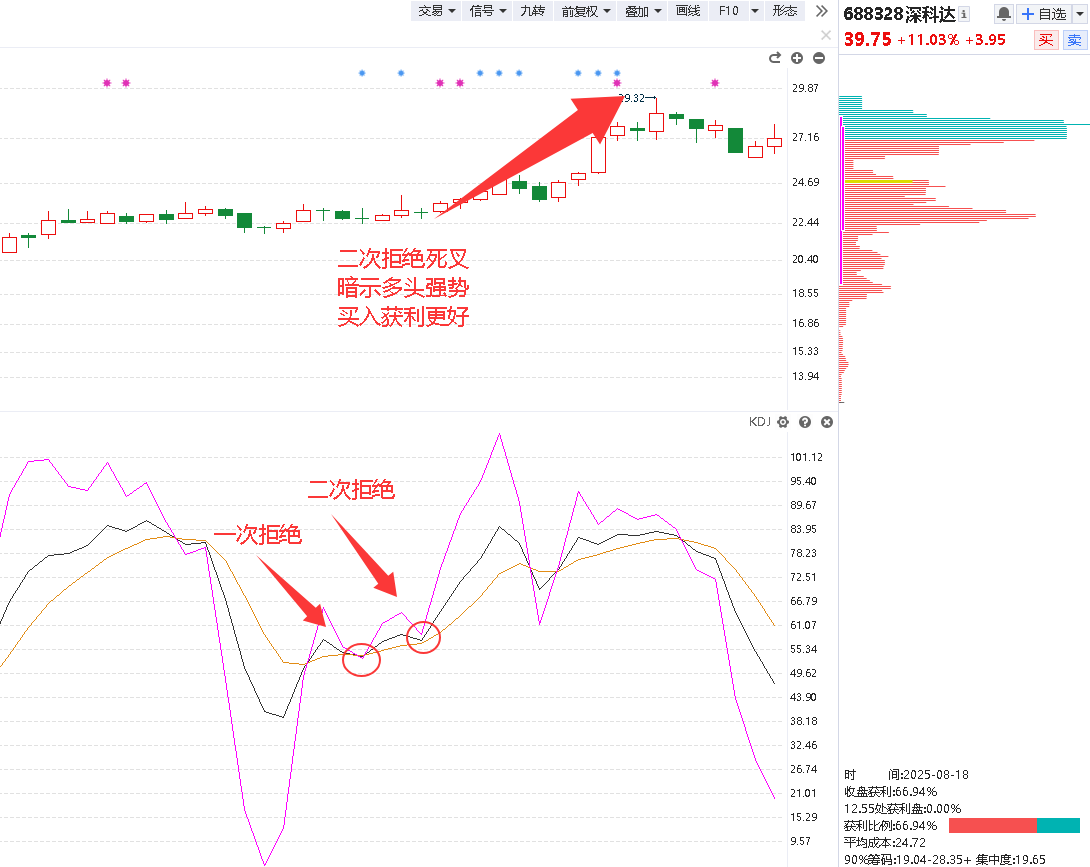 交易 信号 九转 前复权 叠加 画线 F10 形态
688328 深科达 自选
39.75 +11.03% +3.95 买 卖
39.32
29.87
27.16
24.69
22.44
20.40
18.55
16.86
15.33
13.94
二次拒绝死叉
暗示多头强势
买入获利更好
KDJ
101.12
95.40
89.67
83.95
78.23
72.51
66.79
61.07
55.34
49.62
43.90
38.18
32.46
26.74
21.01
15.29
9.57
二次拒绝
一次拒绝
时 间:2025-08-18
收盘获利:66.94%
12.55处获利盘:0.00%
获利比例:66.94%
平均成本:24.72
90%筹码:19.04-28.35+ 集中度:19.65